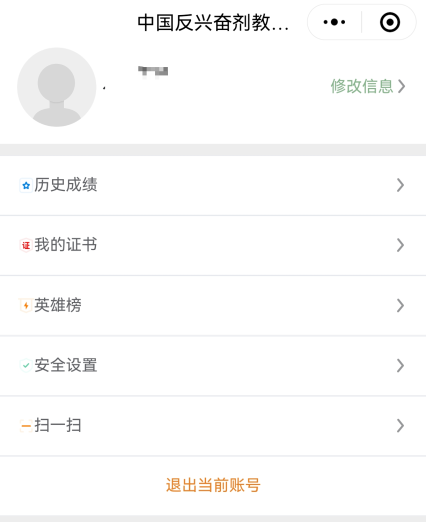 中国反兴奋剂教…
修改信息
历史成绩
证 我的证书
英雄榜
安全设置
扫一扫
退出当前账号